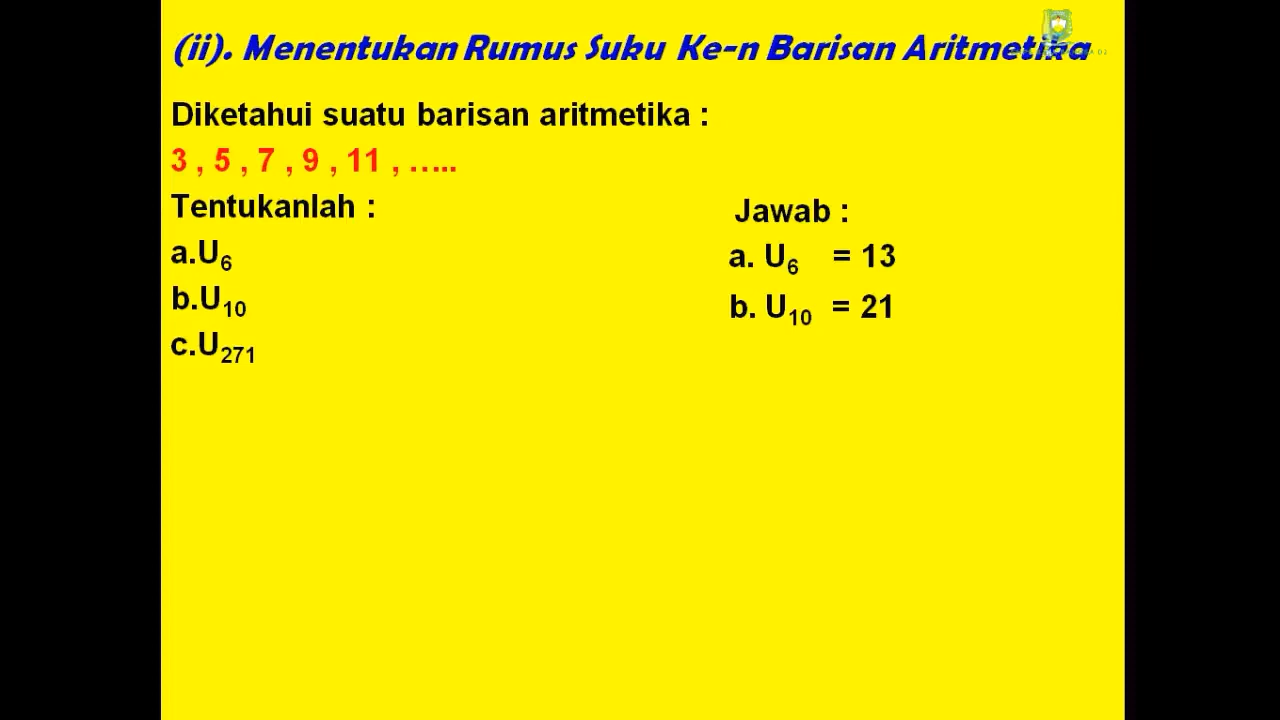 (ii). Menentukan Rumus Suku Ke-n Barisan Aritmetika
Diketahui suatu barisan aritmetika :
3 , 5 , 7 , 9 , 11 , …..
Tentukanlah :
a.U6
b.U10
c.U271
Jawab :
a. U6 = 13
b. U10 = 21